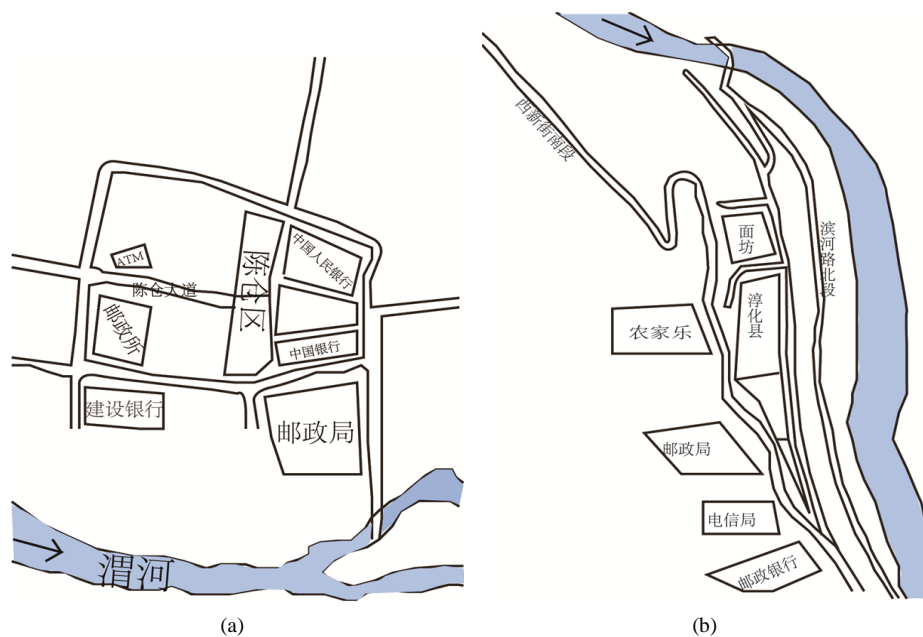 中国人民银行
ATM
陈仓区
陈仓大道
邮政所
中国银行
建设银行
邮政局
渭河
(a)
西新街南段
面坊
滨河路北段
淳化县
农家乐
邮政局
电信局
邮政银行
(b)